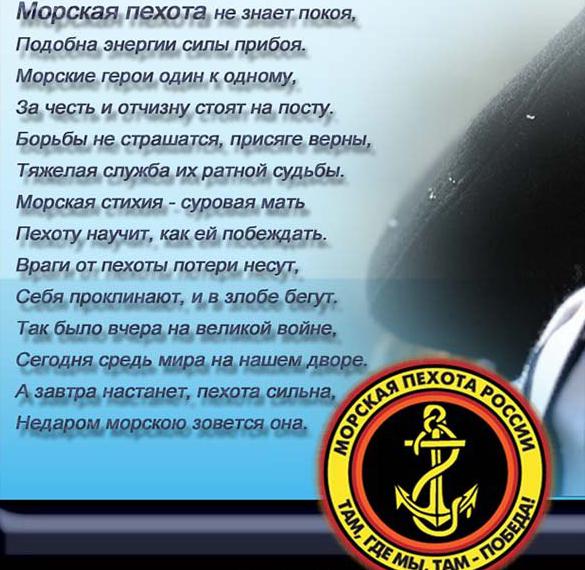 Морская пехота не знает покоя,
Подобна энергии силы прибоя.
Морские герои один к одному,
За честь и отчизну стоят на посту.
Борьбы не страшатся, присяге верны,
Тяжелая служба их ратной судьбы.
Морская стихия - суровая мать
Пехоту научит, как ей побеждать.
Враги от пехоты потери несут,
Себя проклинают, и в злобе бегут.
Так было вчера на великой войне,
Сегодня средь мира на нашем дворе.
А завтра настанет, пехота сильна,
Недаром морскою зовется она.
МОРСКАЯ ПЕХОТА РОССИИ
ТАМ, ГДЕ МЫ, ТАМ - ПОБЕДА!